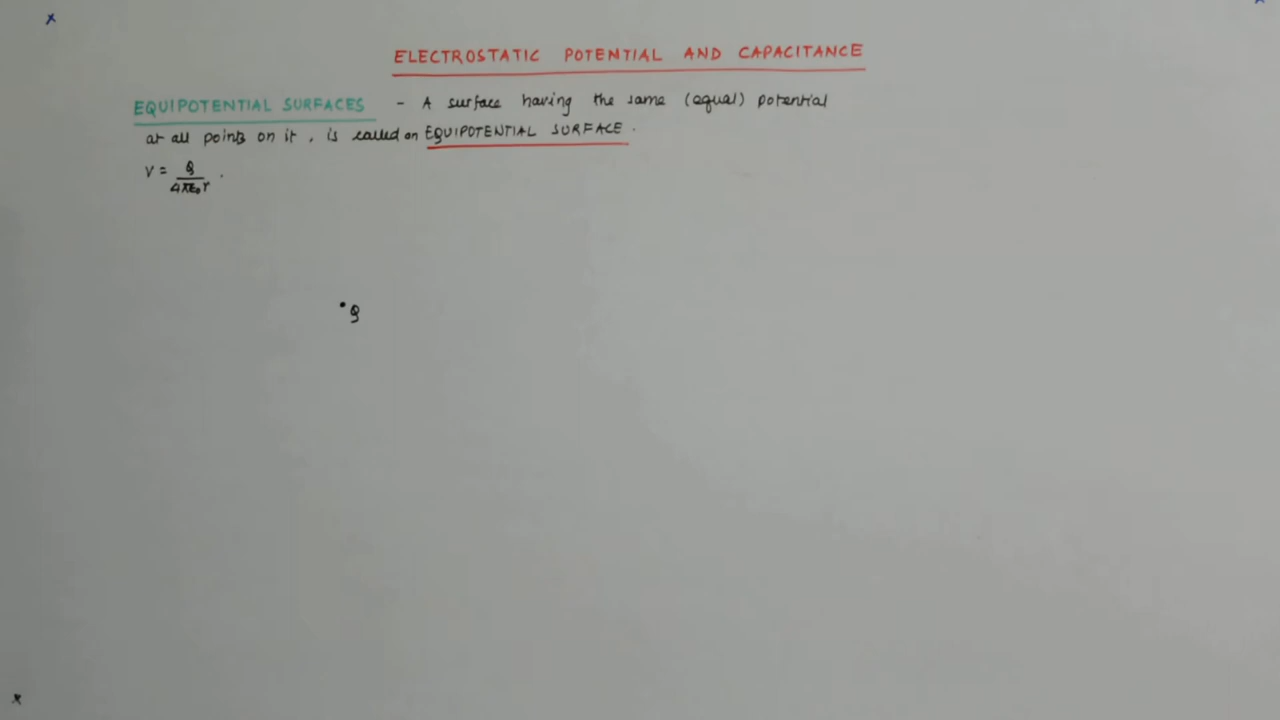 ELECTROSTATIC POTENTIAL AND CAPACITANCE
EQUIPOTENTIAL SURFACES - A surface having the same (equal) potential
at all points on it, is called an EQUIPOTENTIAL SURFACE.
V = Q / 4πε₀r .
Q